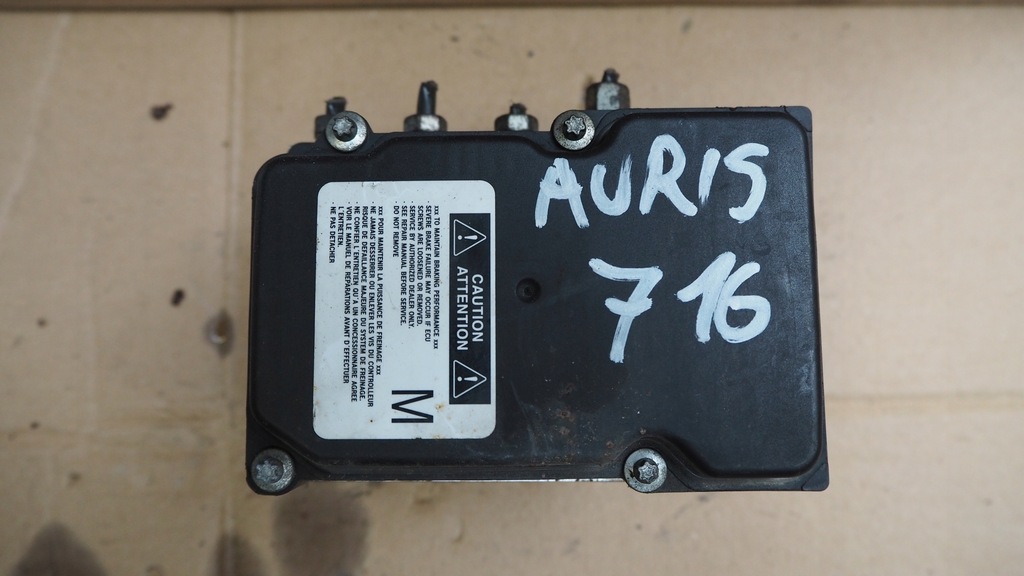 AURIS
716
CAUTION
ATTENTION
xxx TO MAINTAIN BRAKING PERFORMANCE xxx
- SEVERE BRAKE FAILURE MAY OCCUR IF ECU
SCREWS ARE LOOSENED OR REMOVED.
- SERVICE BY AUTHORIZED DEALER ONLY.
- SEE REPAIR MANUAL BEFORE SERVICE.
DO NOT REMOVE
xxx POUR MAINTENIR LA PUISSANCE DE FREINAGE xxx
- NE JAMAIS DESSERRER OU ENLEVER LES VIS DU CONTROLLEUR
RISQUE DE DEFAILLANCE MAJEURE DU SYSTEM DE FREINAGE.
- NE CONFIER L'ENTRETIEN QU'A UN CONCESSIONNAIRE AGREE
- VOIR LE MANUEL DE REPARATIONS AVANT D'EFFECTUER
L'ENTRETIEN.
- NE PAS DETACHER
M